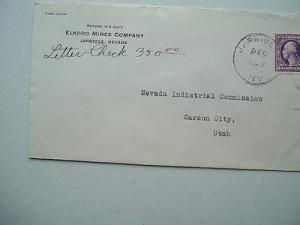 RETURN IN 5 DAYS
ELKORO MINES COMPANY
JARBIDGE, NEVADA
Letter Check 350.00
JARBIDGE
DEC
NEV
Nevada Indistrial Commission
Carson City,
Utah